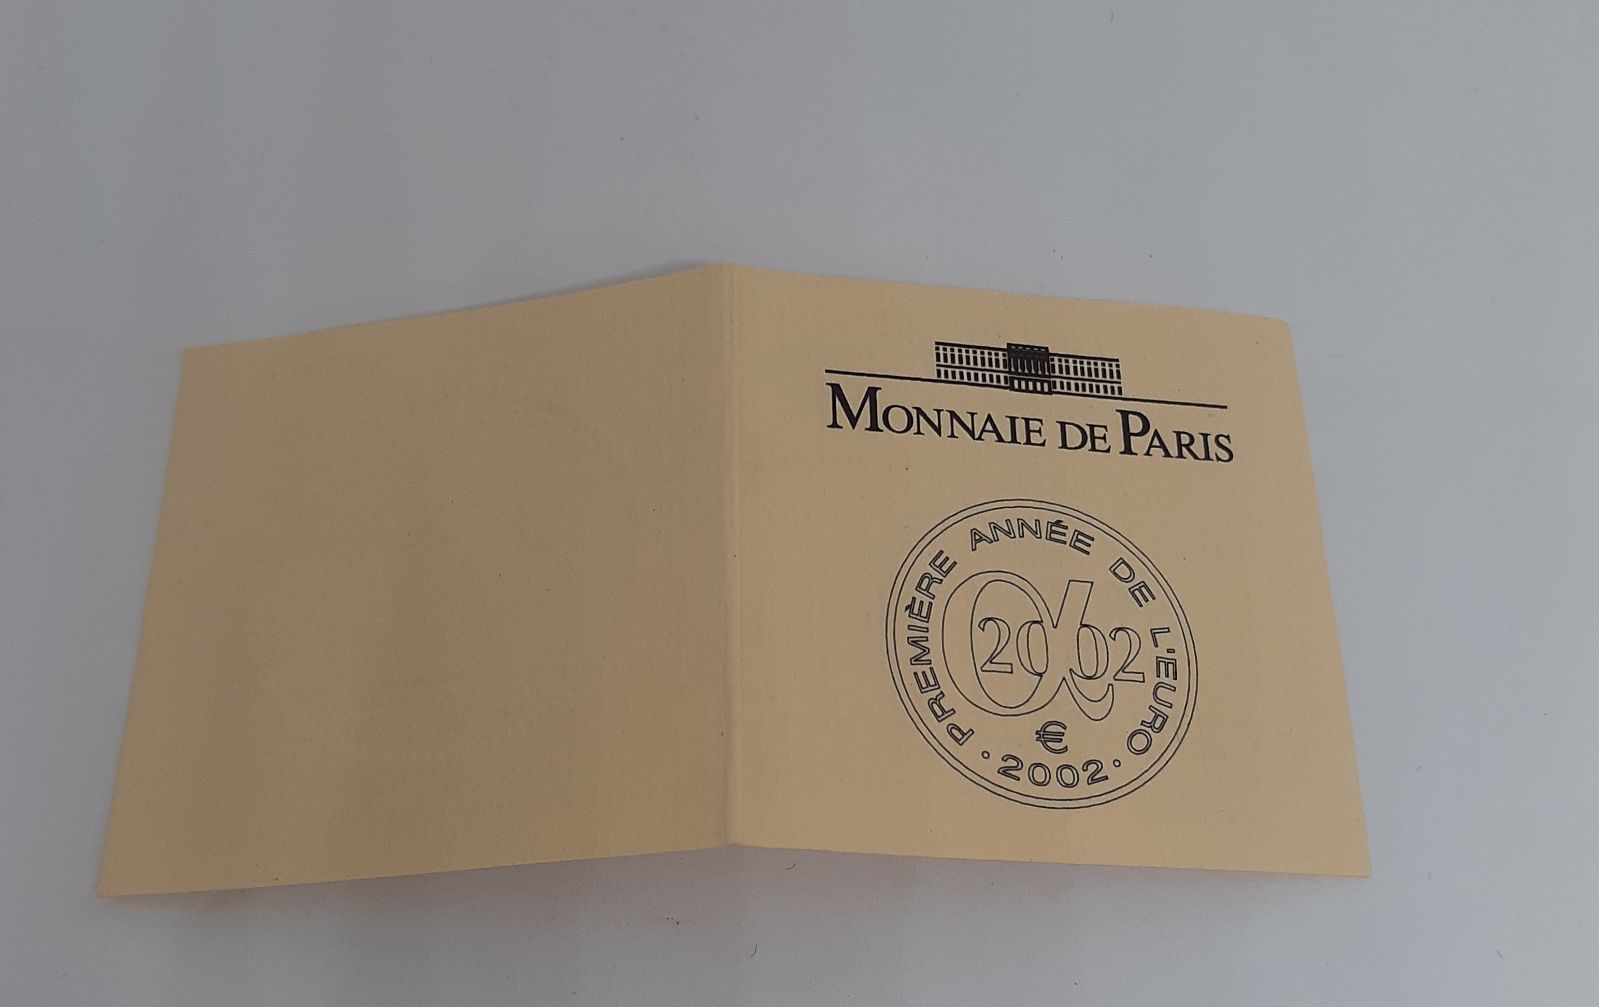 MONNAIE DE PARIS
PREMIÈRE ANNÉE DE L'EURO
2002
€
· 2002 ·